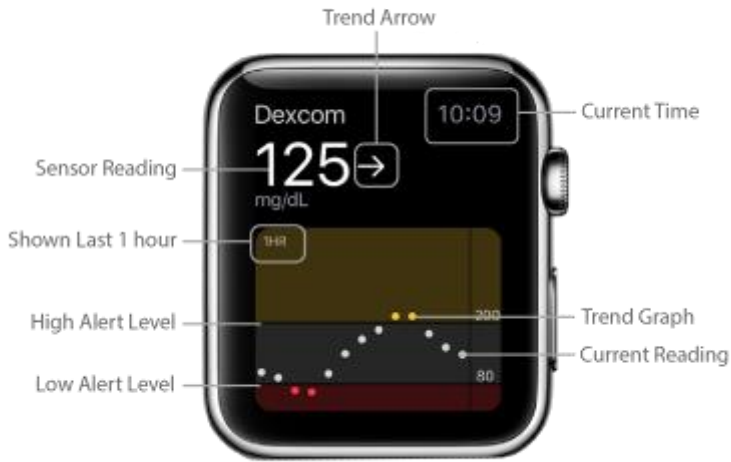 Trend Arrow
Dexcom
10:09
Current Time
Sensor Reading
125
mg/dL
Shown Last 1 hour
1HR
High Alert Level
200
Trend Graph
Current Reading
Low Alert Level
80